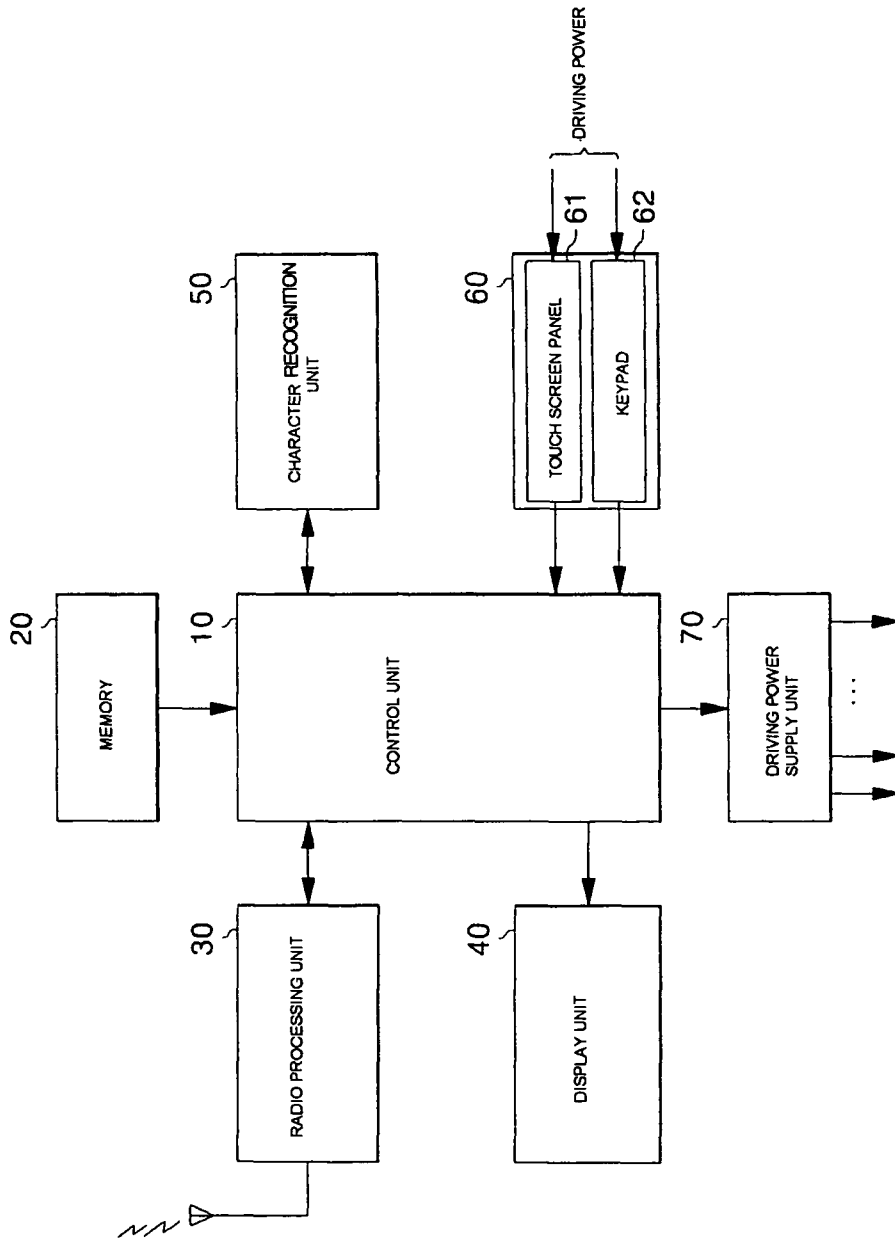 20
MEMORY
30
RADIO PROCESSING UNIT
10
CONTROL UNIT
50
CHARACTER RECOGNITION
UNIT
40
DISPLAY UNIT
60
TOUCH SCREEN PANEL
61
KEYPAD
62
DRIVING POWER
70
DRIVING POWER
SUPPLY UNIT
...